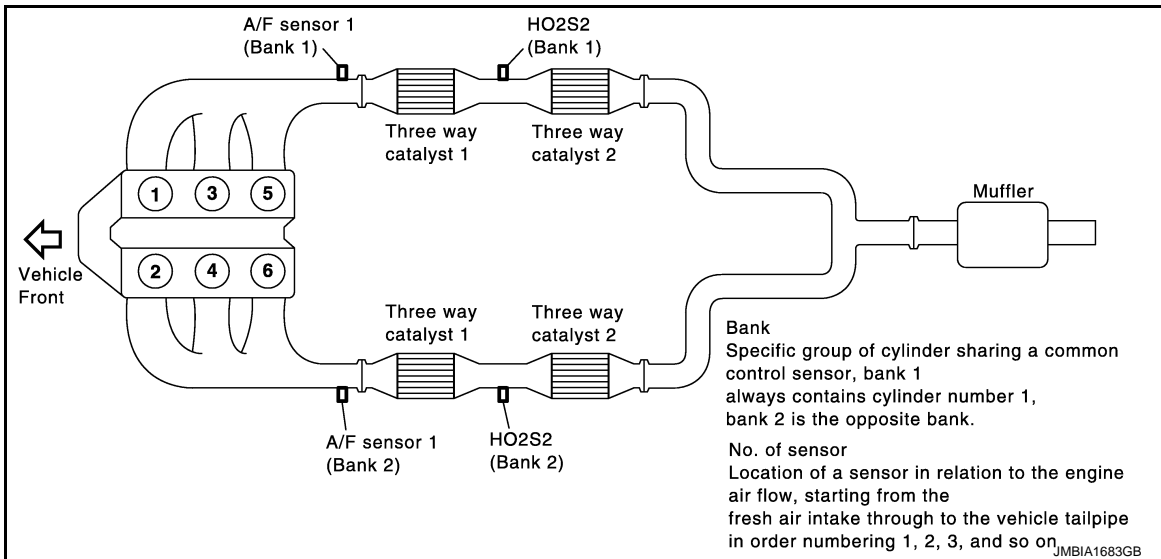 A/F sensor 1
(Bank 1)
HO2S2
(Bank 1)
Three way
catalyst 1
Three way
catalyst 2
1
3
5
Muffler
Vehicle
Front
2
4
6
Three way
catalyst 1
Three way
catalyst 2
A/F sensor 1
(Bank 2)
HO2S2
(Bank 2)
Bank
Specific group of cylinder sharing a common
control sensor, bank 1
always contains cylinder number 1,
bank 2 is the opposite bank.
No. of sensor
Location of a sensor in relation to the engine
air flow, starting from the
fresh air intake through to the vehicle tailpipe
in order numbering 1, 2, 3, and so on
JMBIA1683GB